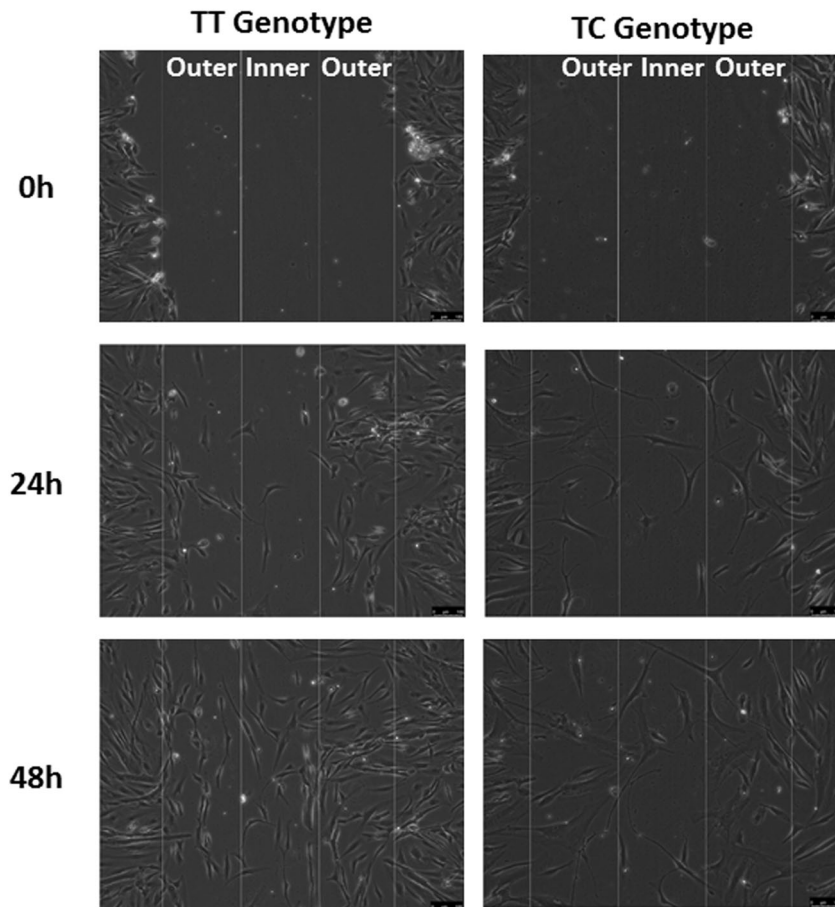 TT Genotype
TC Genotype
Outer Inner Outer
Outer Inner Outer
0h
24h
48h